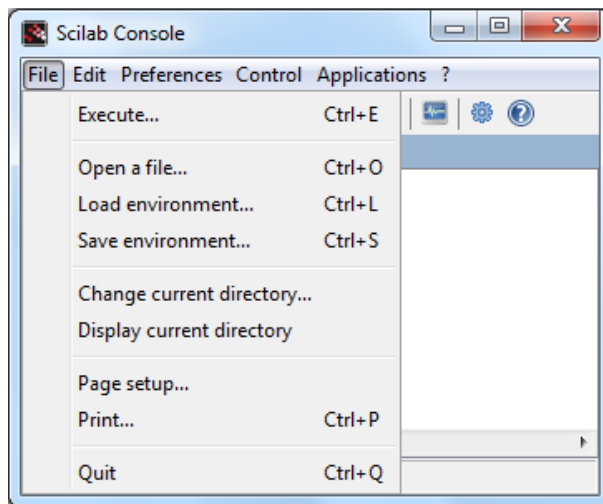 Scilab Console
File Edit Preferences Control Applications ?
Execute... Ctrl+E
Open a file... Ctrl+O
Load environment... Ctrl+L
Save environment... Ctrl+S
Change current directory...
Display current directory
Page setup...
Print... Ctrl+P
Quit Ctrl+Q